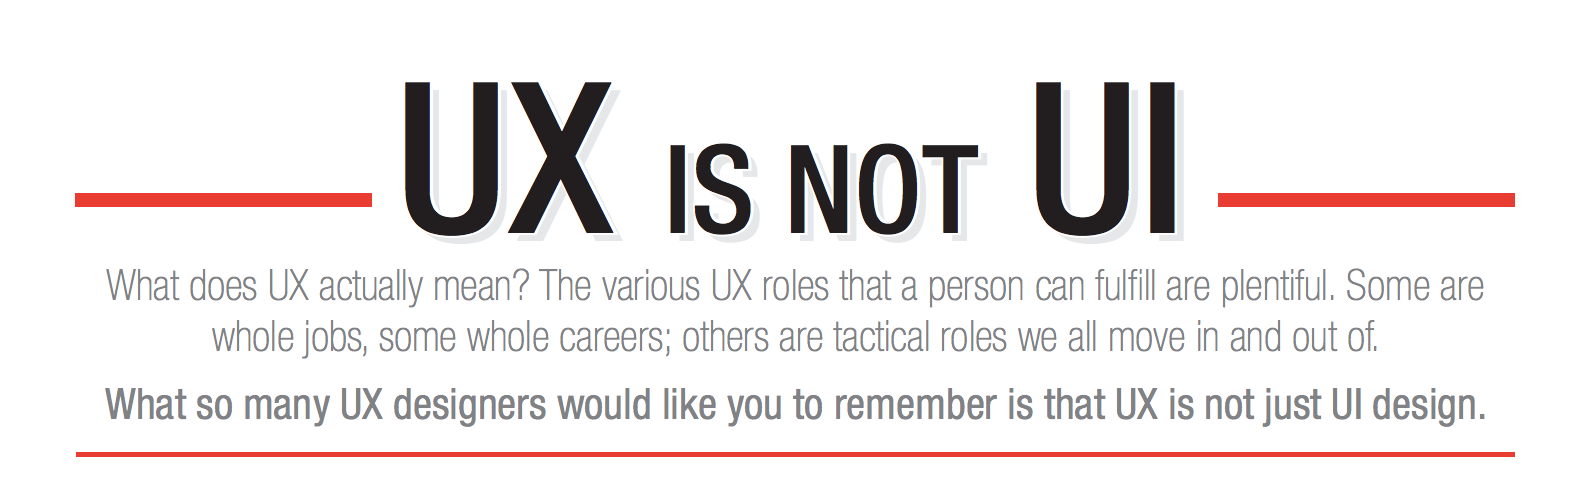 UX IS NOT UI
What does UX actually mean? The various UX roles that a person can fulfill are plentiful. Some are
whole jobs, some whole careers; others are tactical roles we all move in and out of.
What so many UX designers would like you to remember is that UX is not just UI design.